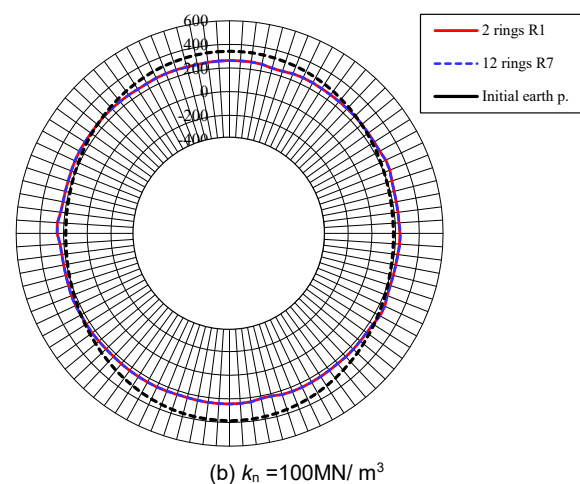 600
400
200
0
-200
-400
2 rings R1
12 rings R7
Initial earth p.
(b) kn =100MN/ m³